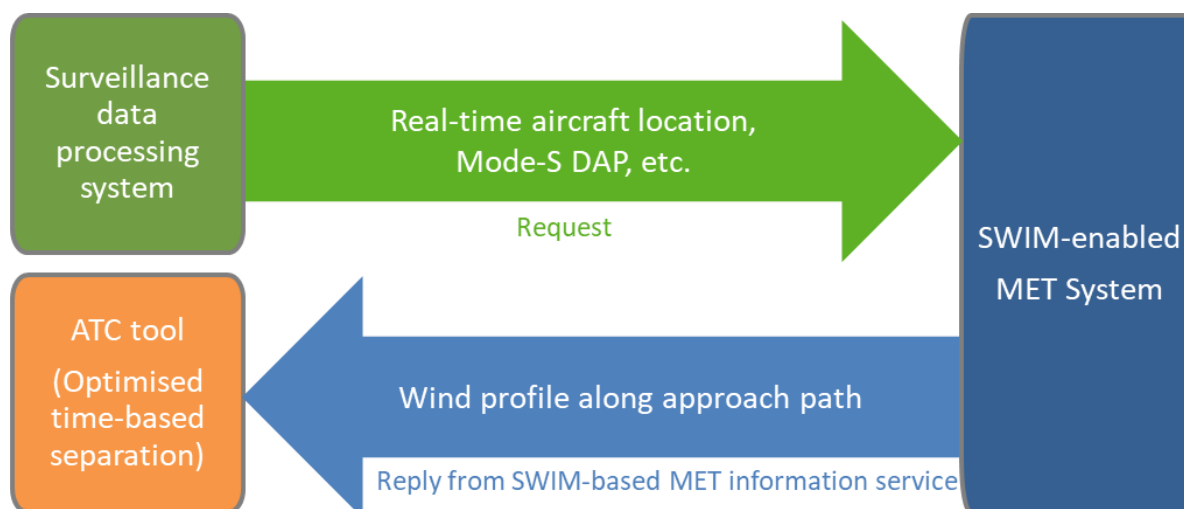 Surveillance
data
processing
system
Real-time aircraft location,
Mode-S DAP, etc.
Request
SWIM-enabled
MET System
ATC tool
(Optimised
time-based
separation)
Wind profile along approach path
Reply from SWIM-based MET information service